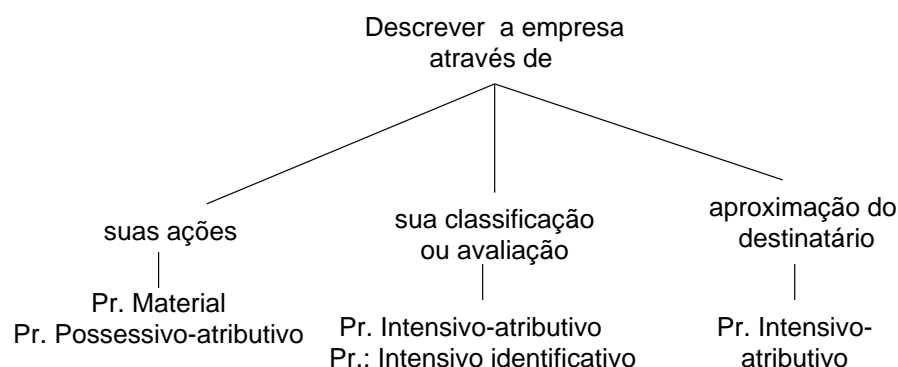 Descrever a empresa
através de
suas ações
Pr. Material
Pr. Possessivo-atributivo
sua classificação
ou avaliação
Pr. Intensivo-atributivo
Pr.: Intensivo identificativo
aproximação do
destinatário
Pr. Intensivo-
atributivo